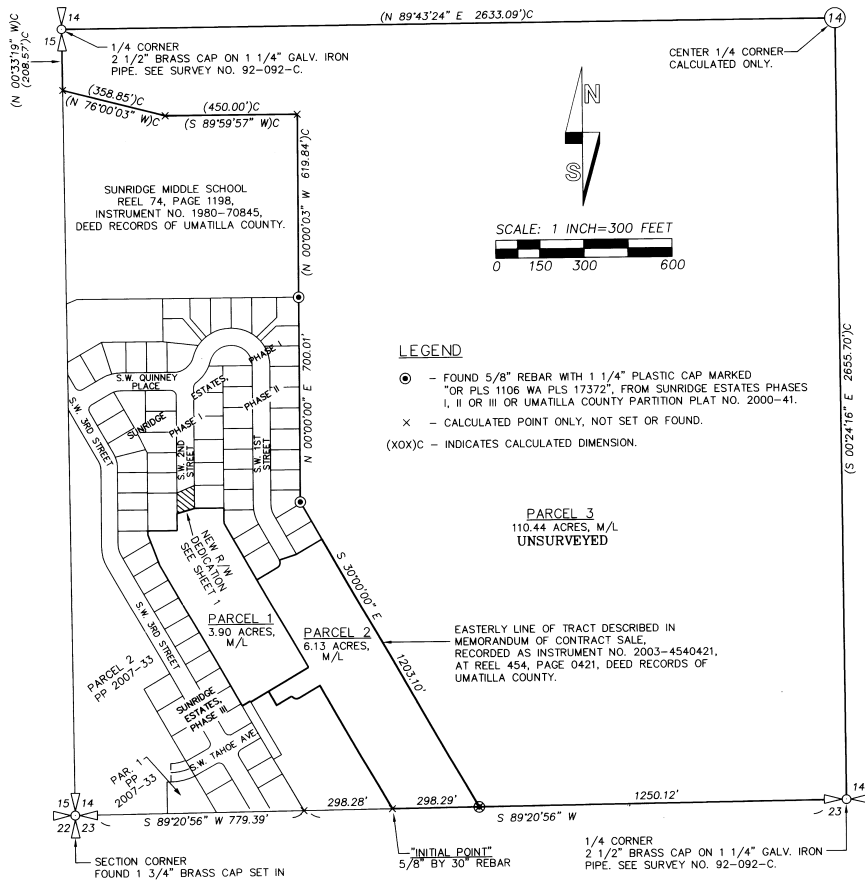 14
(N 89°43'24" E 2633.09')C
14
15
(N 00°33'19" W)C
(208.57')C
1/4 CORNER
2 1/2" BRASS CAP ON 1 1/4" GALV. IRON
PIPE. SEE SURVEY NO. 92-092-C.
CENTER 1/4 CORNER
CALCULATED ONLY.
(358.85')C
(N 76°00'03" W)C
(450.00')C
(S 89°59'57" W)C
N
S
(N 00°00'03" W 619.84')C
SUNRIDGE MIDDLE SCHOOL
REEL 74, PAGE 1198,
INSTRUMENT NO. 1980-70845,
DEED RECORDS OF UMATILLA COUNTY.
SCALE: 1 INCH=300 FEET
0 150 300 600
LEGEND
– FOUND 5/8" REBAR WITH 1 1/4" PLASTIC CAP MARKED
"OR PLS 1106 WA PLS 17372", FROM SUNRIDGE ESTATES PHASES
I, II OR III OR UMATILLA COUNTY PARTITION PLAT NO. 2000-41.
× – CALCULATED POINT ONLY, NOT SET OR FOUND.
(XOX)C – INDICATES CALCULATED DIMENSION.
N 00°00'00" E 700.01'
(S 00°24'16" E 2655.70')C
S.W. QUINNEY
PLACE
ESTATES,
PHASE I
PHASE II
SUNRIDGE
PHASE I
S.W. 3RD STREET
S.W. 2ND
STREET
S.W. 1ST
STREET
NEW R/W
DEDICATION
SEE SHEET 1
PARCEL 3
110.44 ACRES, M/L
UNSURVEYED
S 30°00'00" E
1203.10'
PARCEL 1
3.90 ACRES,
M/L
PARCEL 2
6.13 ACRES,
M/L
EASTERLY LINE OF TRACT DESCRIBED IN
MEMORANDUM OF CONTRACT SALE,
RECORDED AS INSTRUMENT NO. 2003-4540421,
AT REEL 454, PAGE 0421, DEED RECORDS OF
UMATILLA COUNTY.
S.W. 3RD STREET
PARCEL 2
PP 2007-33
SUNRIDGE
ESTATES,
PHASE III
S.W. TAHOE AVE.
PAR. 1
PP
2007-33
15 14
22 23
S 89°20'56" W 779.39'
298.28'
298.29'
S 89°20'56" W
1250.12'
14
23
"INITIAL POINT"
5/8" BY 30" REBAR
1/4 CORNER
2 1/2" BRASS CAP ON 1 1/4" GALV. IRON
PIPE. SEE SURVEY NO. 92-092-C.
SECTION CORNER
FOUND 1 3/4" BRASS CAP SET IN